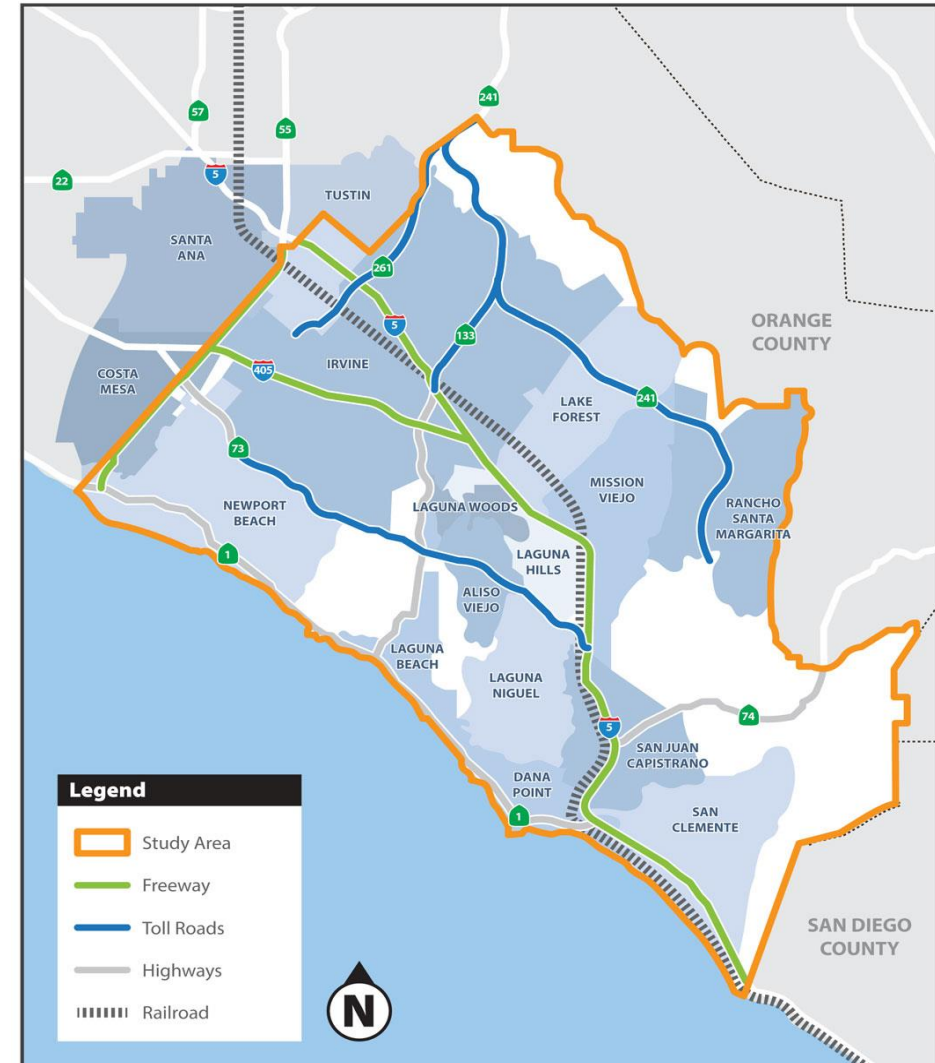 241
57
55
5
22
TUSTIN
SANTA
ANA
261
5
133
ORANGE
COUNTY
405
IRVINE
COSTA
MESA
LAKE
FOREST
241
73
MISSION
VIEJO
NEWPORT
BEACH
LAGUNA WOODS
RANCHO
SANTA
MARGARITA
1
LAGUNA
HILLS
ALISO
VIEJO
LAGUNA
BEACH
LAGUNA
NIGUEL
5
74
SAN JUAN
CAPISTRANO
DANA
POINT
1
SAN
CLEMENTE
SAN DIEGO
COUNTY
Legend
Study Area
Freeway
Toll Roads
Highways
Railroad
N